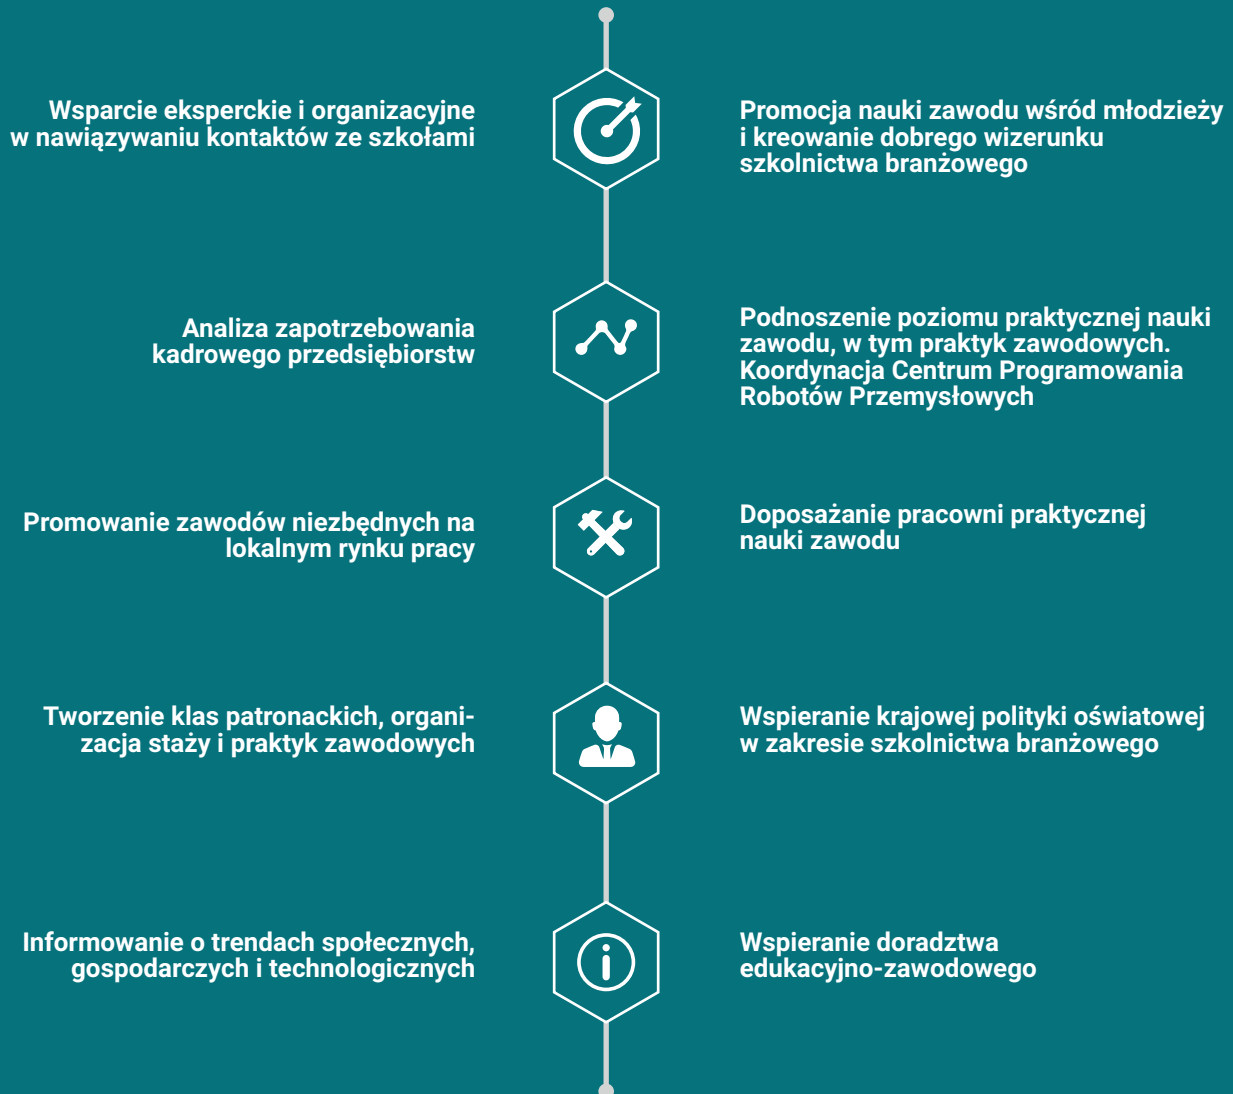 Wsparcie eksperckie i organizacyjne
w nawiązywaniu kontaktów ze szkołami
Promocja nauki zawodu wśród młodzieży
i kreowanie dobrego wizerunku
szkolnictwa branżowego
Analiza zapotrzebowania
kadrowego przedsiębiorstw
Podnoszenie poziomu praktycznej nauki
zawodu, w tym praktyk zawodowych.
Koordynacja Centrum Programowania
Robotów Przemysłowych
Promowanie zawodów niezbędnych na
lokalnym rynku pracy
Doposażanie pracowni praktycznej
nauki zawodu
Tworzenie klas patronackich, organi-
zacja staży i praktyk zawodowych
Wspieranie krajowej polityki oświatowej
w zakresie szkolnictwa branżowego
Informowanie o trendach społecznych,
gospodarczych i technologicznych
Wspieranie doradztwa
edukacyjno-zawodowego